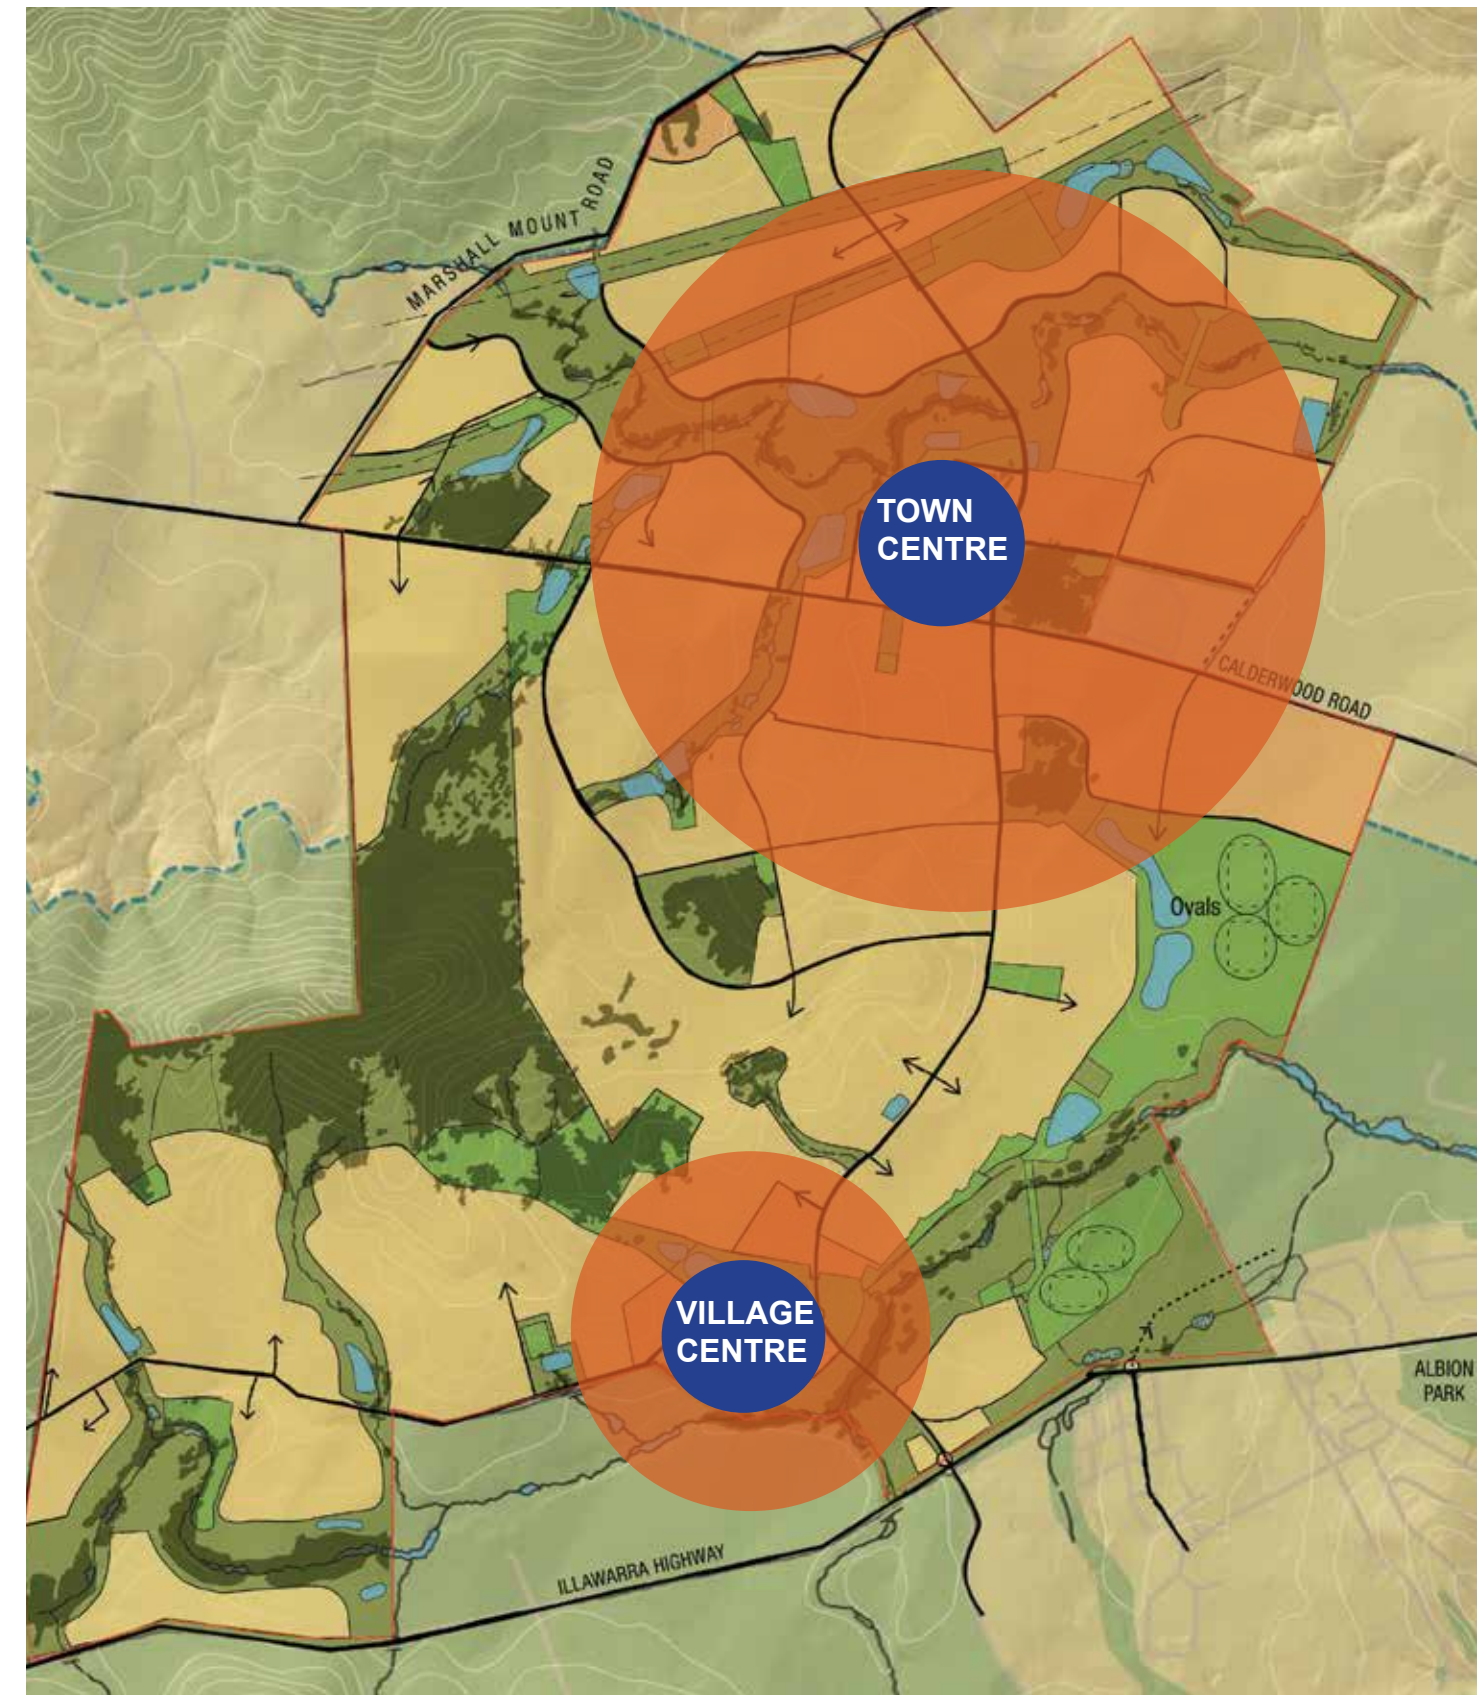 MARSHALL MOUNT ROAD
TOWN
CENTRE
CALDERWOOD ROAD
Ovals
VILLAGE
CENTRE
ALBION
PARK
ILLAWARRA HIGHWAY